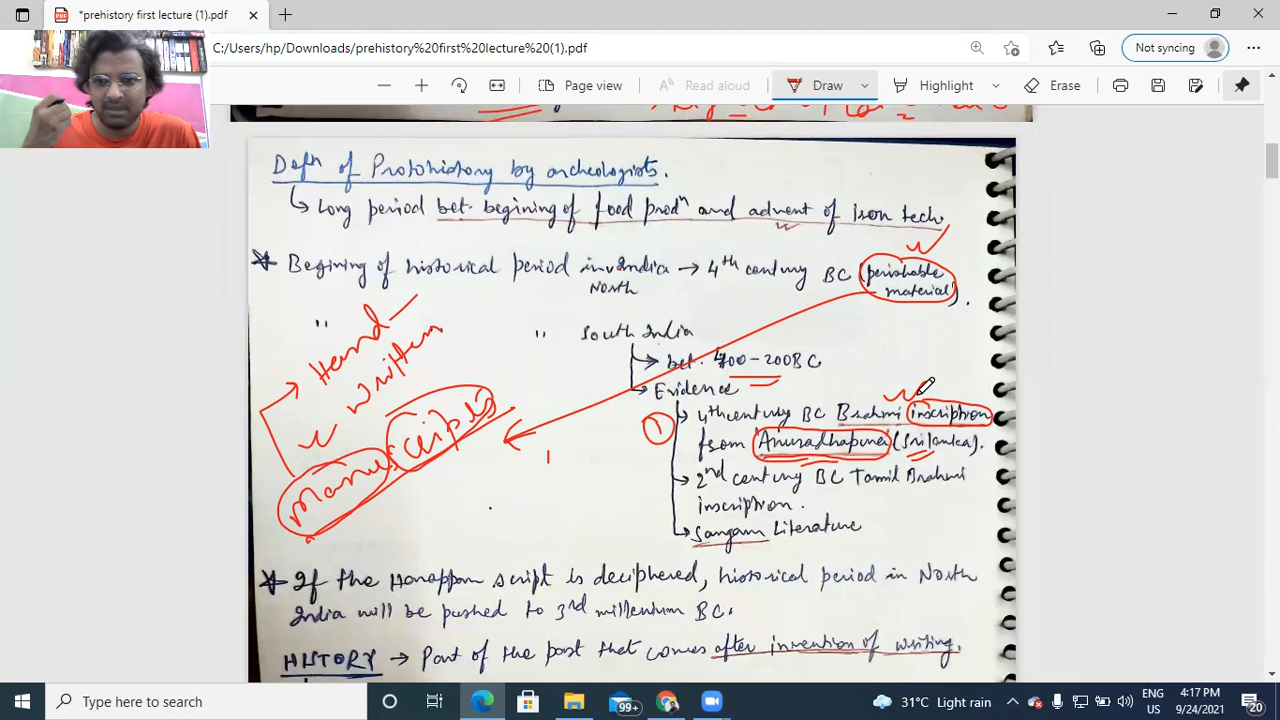 *prehistory first lecture (1).pdf
C:/Users/hp/Downloads/prehistory%20first%20lecture%20(1).pdf
Not syncing
Page view
Read aloud
Draw
Highlight
Erase
Defn of Protohistory by archeologists.
Long period bet. begining of food prodn and advent of Iron tech.
Begining of historical period in India → 4th century BC (perishable
North
material).
" " South India
Hand-
written
bet. 400-200BC
Evidence
4th century BC Brahmi inscription
① from Anuradhapura (Srilanka).
Manuscripts
2nd century BC Tamil Brahmi
inscription.
Sangam Literature
If the Harappan script is deciphered, historical period in North
India will be pushed to 3rd millenium BC.
HISTORY → Part of the past that comes after invention of writing.
Type here to search
99+
31°C Light rain
ENG
US
4:17 PM
9/24/2021
20